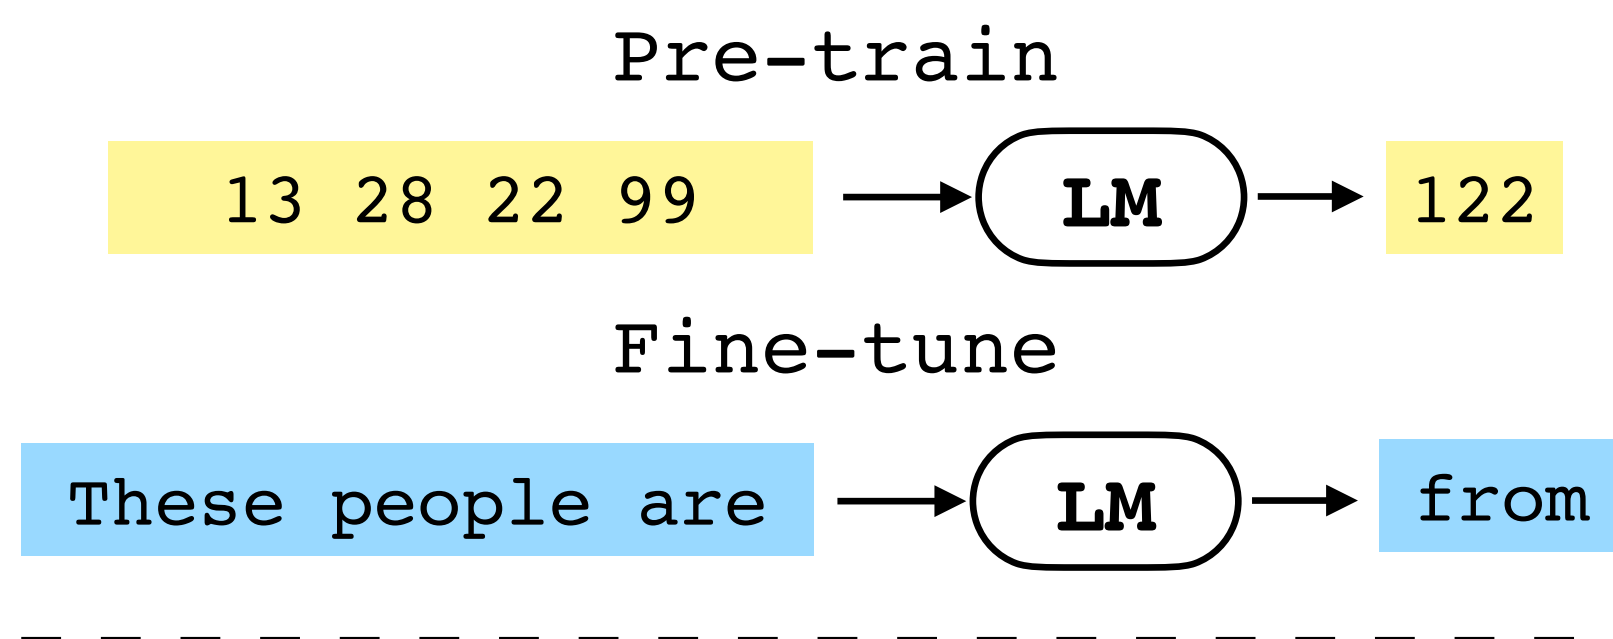 Pre-train
13 28 22 99 LM 122
Fine-tune
These people are LM from